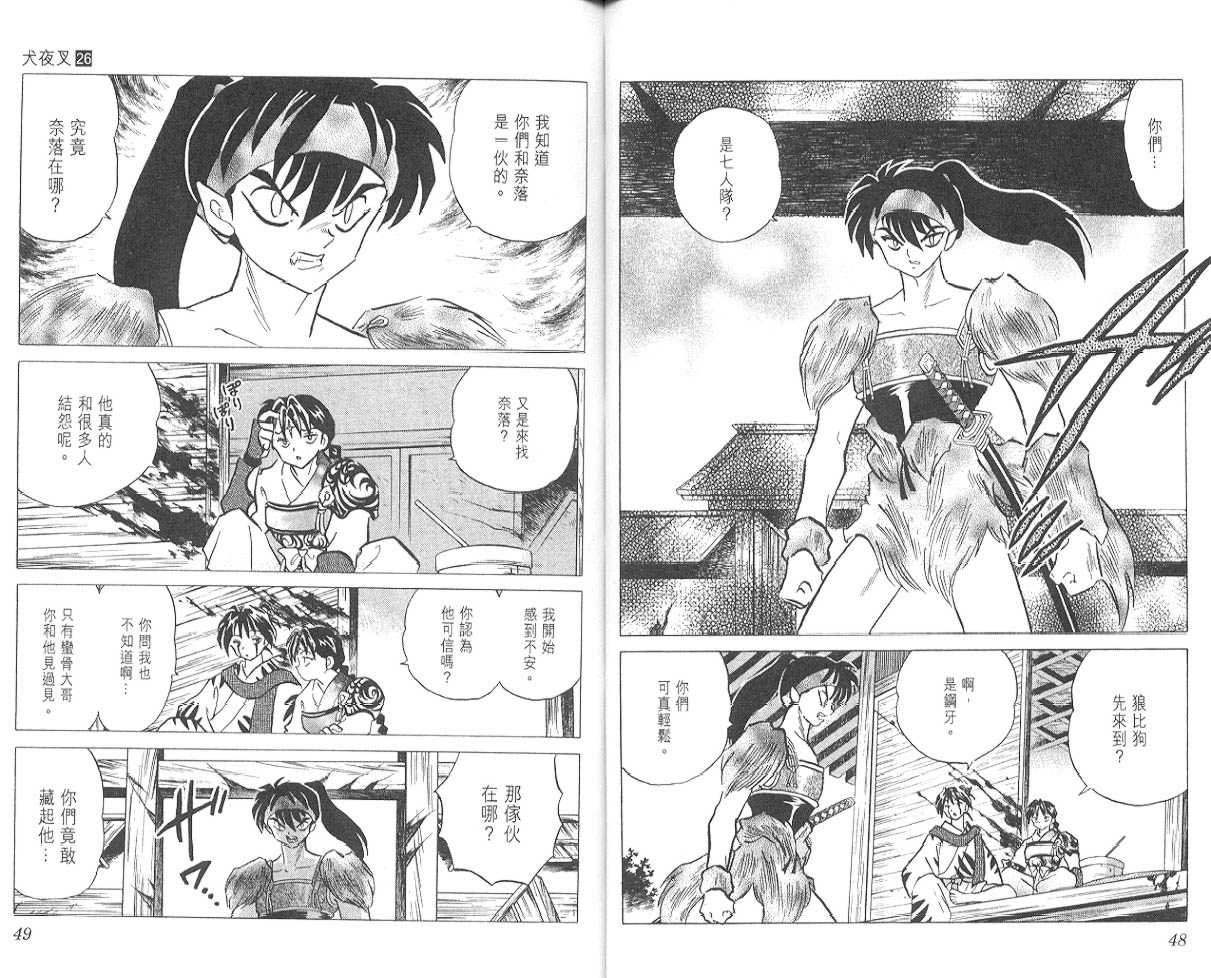 你們…
是七人隊？
狼比狗
先來到？
啊，
是鋼牙。
你們
可真輕鬆。
48
犬夜叉26
我知道
你們和奈落
是一伙的。
究竟
奈落在哪？
又是來找
奈落？
ぽり
ぽり
他真的
和很多人
結怨呢。
我開始
感到不安。
你認為
他可信嗎？
你問我也
不知道啊…
只有蠻骨大哥
你和他見過見。
那傢伙
在哪？
你們竟敢
藏起他…
49